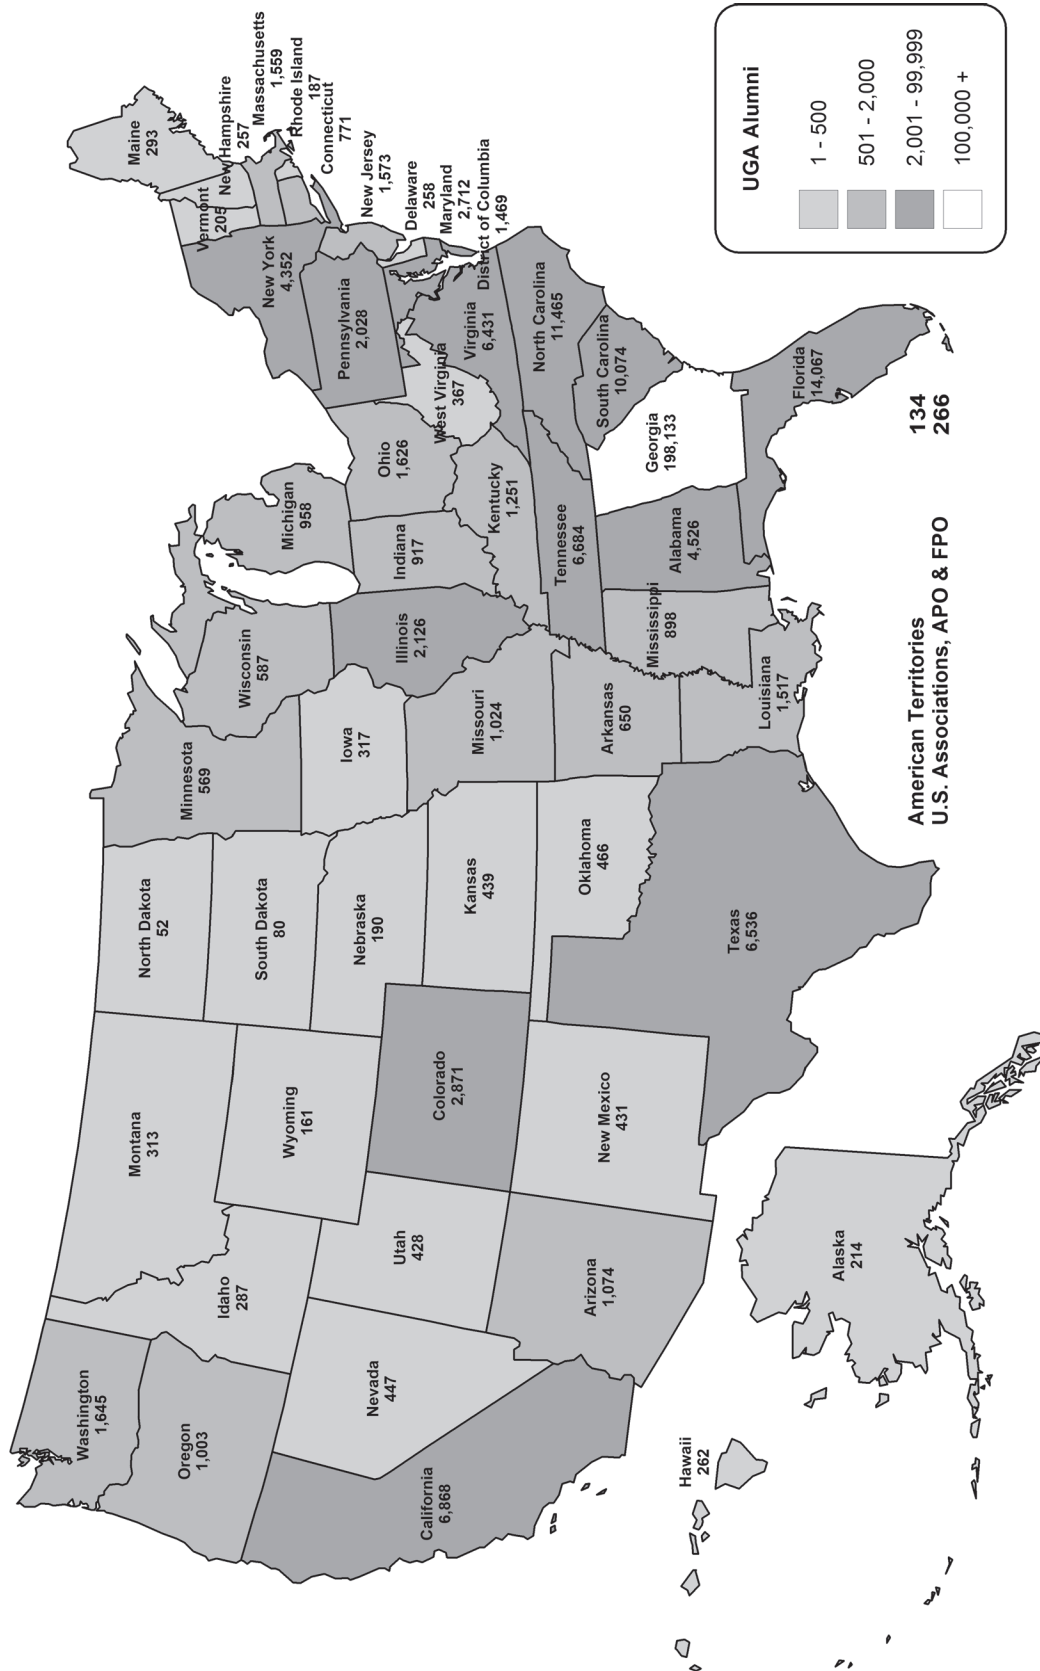 Washington
1,645
Oregon
1,003
California
6,868
Nevada
447
Idaho
287
Montana
313
Wyoming
161
Utah
428
Arizona
1,074
Colorado
2,871
New Mexico
431
North Dakota
52
South Dakota
80
Nebraska
190
Kansas
439
Oklahoma
466
Texas
6,536
Minnesota
569
Iowa
317
Missouri
1,024
Arkansas
650
Louisiana
1,517
Wisconsin
587
Illinois
2,126
Michigan
958
Indiana
917
Ohio
1,626
Kentucky
1,251
Tennessee
6,684
Mississippi
898
Alabama
4,526
Georgia
198,133
Florida
14,067
South Carolina
10,074
North Carolina
11,465
Virginia
6,431
West Virginia
367
Pennsylvania
2,028
New York
4,352
Vermont
205
Maine
293
New Hampshire
257
Massachusetts
1,559
Rhode Island
187
Connecticut
771
New Jersey
1,573
Delaware
258
Maryland
2,712
District of Columbia
1,469
Alaska
214
Hawaii
262
American Territories 134
U.S. Associations, APO & FPO 266
UGA Alumni
1 - 500
501 - 2,000
2,001 - 99,999
100,000 +